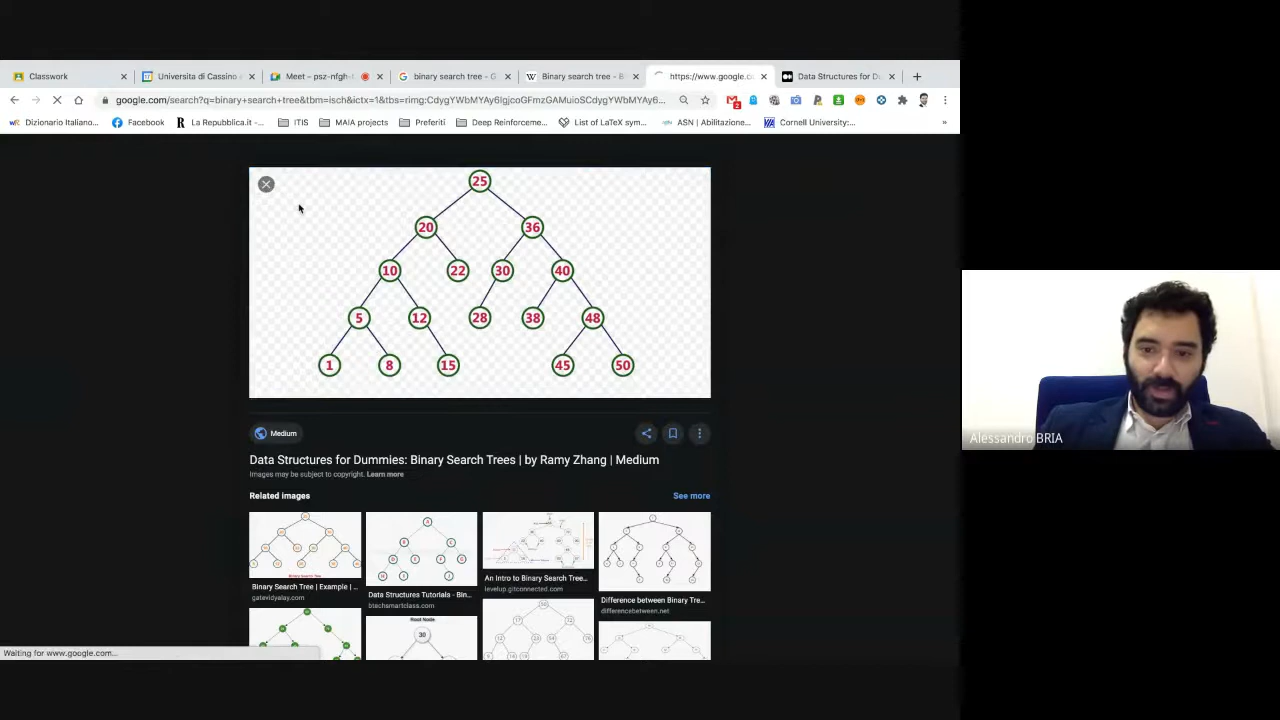 Classwork
Universita di Cassino e
Meet – psz-nfgh-
binary search tree - G
Binary search tree – B
https://www.google.co
Data Structures for D
google.com/search?q=binary+search+tree&tbm=isch&ictx=1&tbs=rimg:CdygYWbMYAy6IgjcoGFmzGAMuioSCdygYWbMYAy6...
Dizionario Italiano...
Facebook
La Repubblica.it -...
ITIS
MAIA projects
Preferiti
Deep Reinforceme...
List of LaTeX sym...
ASN | Abilitazione...
Cornell University:...
»
25
20 36
10 22 30 40
5 12 28 38 48
1 8 15 45 50
Medium
Data Structures for Dummies: Binary Search Trees | by Ramy Zhang | Medium
Images may be subject to copyright. Learn more
Related images
See more
Binary Search Tree | Example | ...
gatevidyalay.com
Data Structures Tutorials - Bin...
btechsmartclass.com
An Intro to Binary Search Tree...
levelup.gitconnected.com
Difference between Binary Tre...
differencebetween.net
Root Node
30
Waiting for www.google.com...
Alessandro BRIA